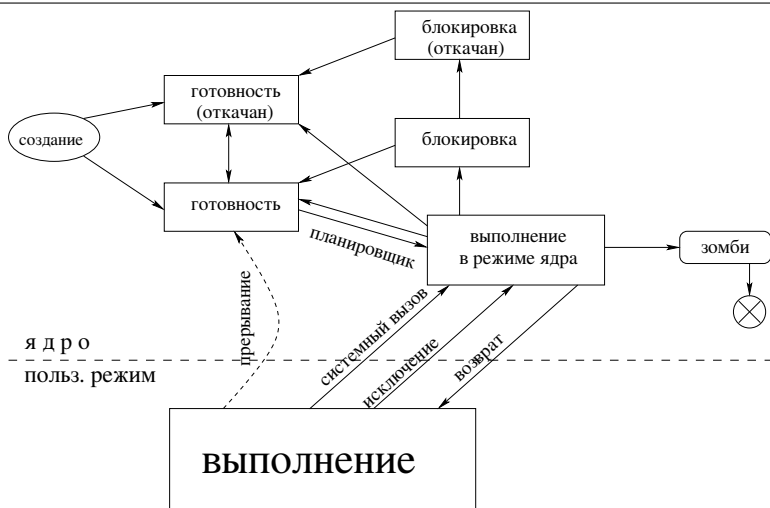 блокировка
(откачан)
готовность
(откачан)
создание
блокировка
готовность
планировщик
выполнение
в режиме ядра
зомби
прерывание
системный вызов
исключение
возврат
я д р о
польз. режим
выполнение